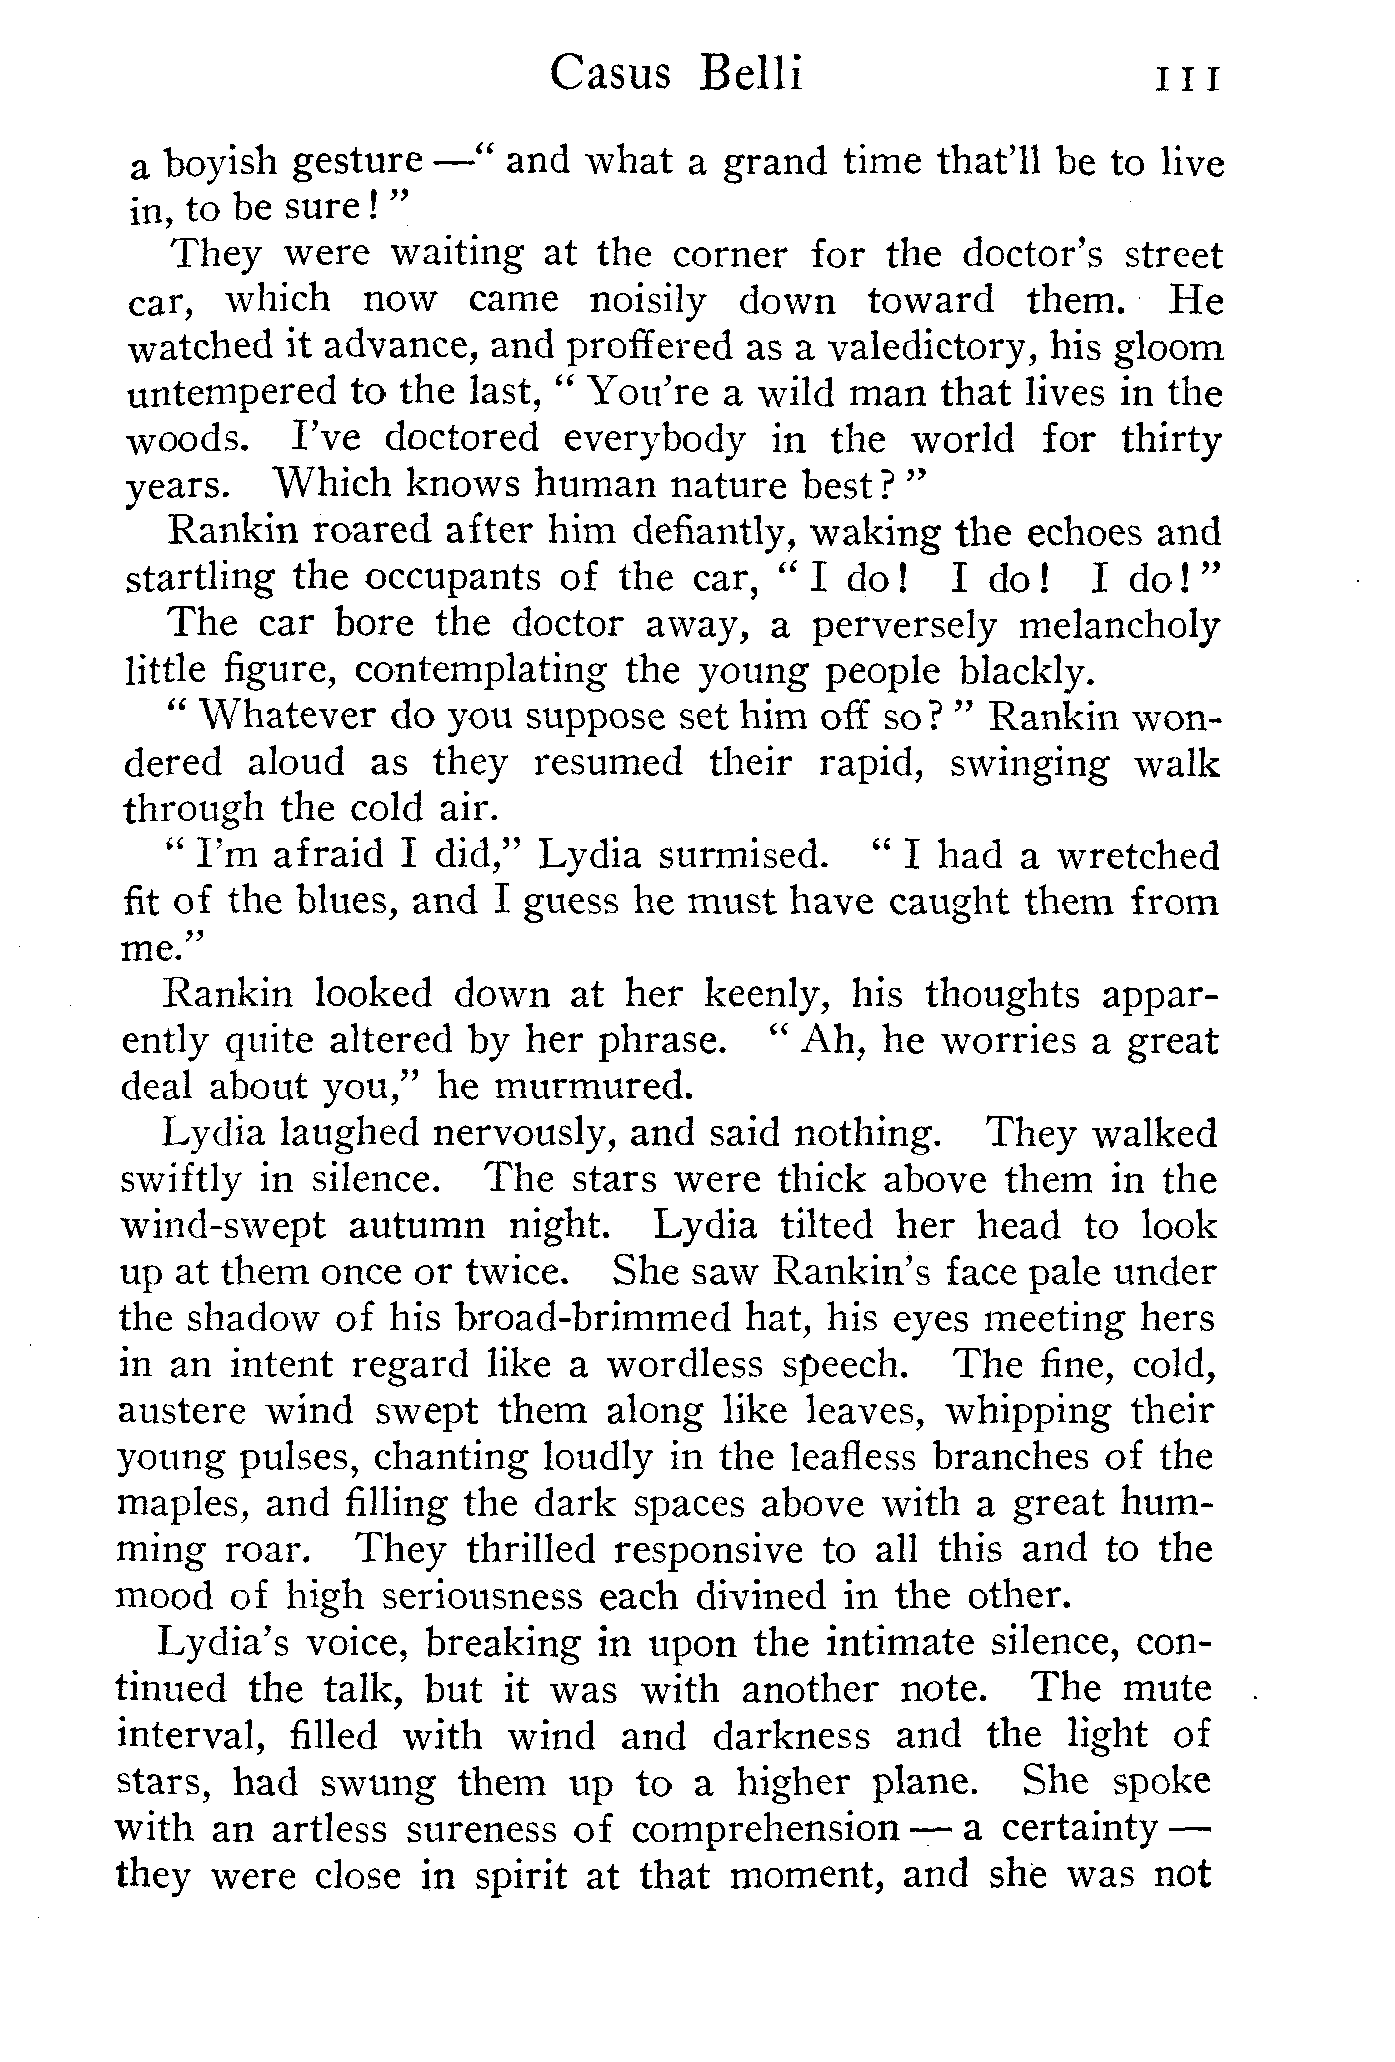 Casus Belli 111
a boyish gesture —“ and what a grand time that'll be to live
in, to be sure! ”
They were waiting at the corner for the doctor's street
car, which now came noisily down toward them. He
watched it advance, and proffered as a valedictory, his gloom
untempered to the last, “ You're a wild man that lives in the
woods. I've doctored everybody in the world for thirty
years. Which knows human nature best? ”
Rankin roared after him defiantly, waking the echoes and
startling the occupants of the car, “ I do! I do! I do! ”
The car bore the doctor away, a perversely melancholy
little figure, contemplating the young people blackly.
“ Whatever do you suppose set him off so? ” Rankin won-
dered aloud as they resumed their rapid, swinging walk
through the cold air.
“ I'm afraid I did,” Lydia surmised. “ I had a wretched
fit of the blues, and I guess he must have caught them from
me.”
Rankin looked down at her keenly, his thoughts appar-
ently quite altered by her phrase. “ Ah, he worries a great
deal about you,” he murmured.
Lydia laughed nervously, and said nothing. They walked
swiftly in silence. The stars were thick above them in the
wind-swept autumn night. Lydia tilted her head to look
up at them once or twice. She saw Rankin's face pale under
the shadow of his broad-brimmed hat, his eyes meeting hers
in an intent regard like a wordless speech. The fine, cold,
austere wind swept them along like leaves, whipping their
young pulses, chanting loudly in the leafless branches of the
maples, and filling the dark spaces above with a great hum-
ming roar. They thrilled responsive to all this and to the
mood of high seriousness each divined in the other.
Lydia's voice, breaking in upon the intimate silence, con-
tinued the talk, but it was with another note. The mute
interval, filled with wind and darkness and the light of
stars, had swung them up to a higher plane. She spoke
with an artless sureness of comprehension — a certainty —
they were close in spirit at that moment, and she was not